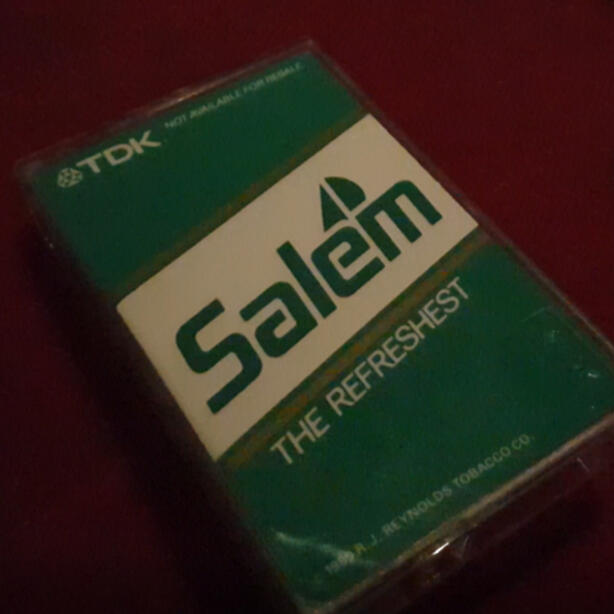 TDK NOT AVAILABLE FOR RESALE
Salem
THE REFRESHEST
R. J. REYNOLDS TOBACCO CO.